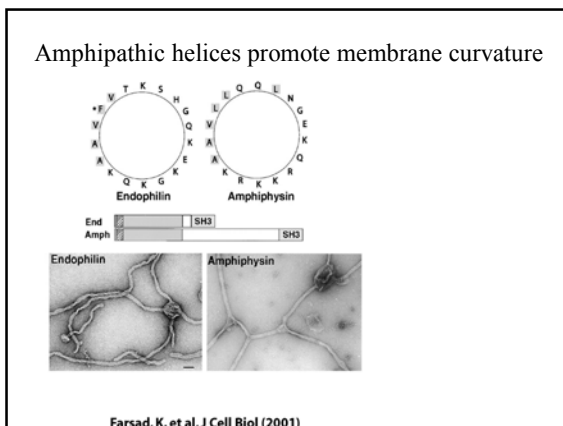 Amphipathic helices promote membrane curvature
*F V T K S H G Q K E K G K Q K A A V
Endophilin
L L Q Q L N G E K Q R K K R K A A V
Amphiphysin
End SH3
Amph SH3
Endophilin
Amphiphysin
Farsad, K. et al. J Cell Biol (2001)